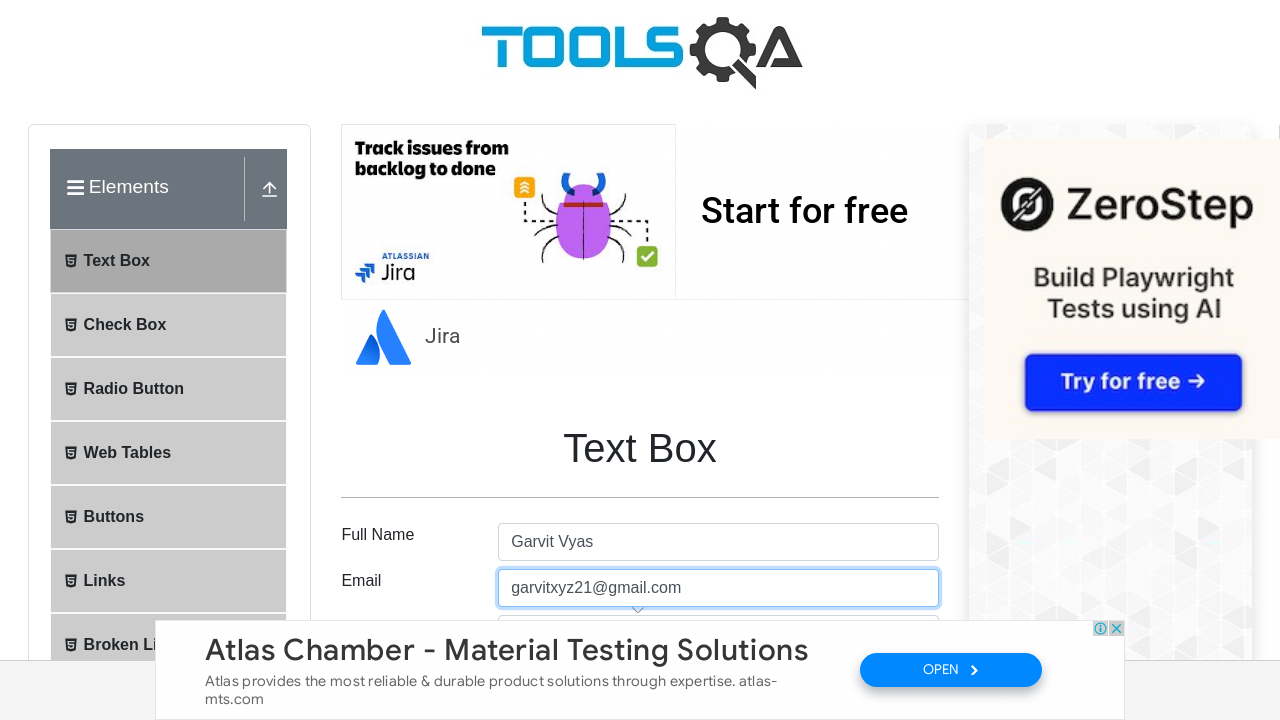 TOOLSQA
Elements
Text Box
Check Box
Radio Button
Web Tables
Buttons
Links
Broken Li
Track issues from
backlog to done
ATLASSIAN
Jira
Start for free
Jira
Text Box
Full Name
Garvit Vyas
Email
garvitxyz21@gmail.com
ZeroStep
Build Playwright
Tests using AI
Try for free →
Atlas Chamber - Material Testing Solutions
Atlas provides the most reliable & durable product solutions through expertise. atlas-
mts.com
OPEN